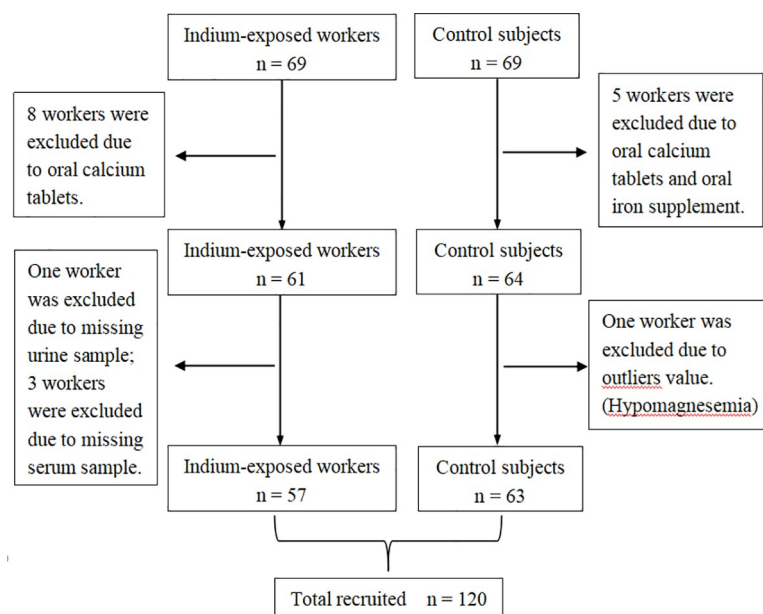 Indium-exposed workers
n = 69
Control subjects
n = 69
8 workers were
excluded due
to oral calcium
tablets.
5 workers were
excluded due to
oral calcium
tablets and oral
iron supplement.
Indium-exposed workers
n = 61
Control subjects
n = 64
One worker
was excluded
due to missing
urine sample;
3 workers
were excluded
due to missing
serum sample.
One worker was
excluded due to
outliers value.
(Hypomagnesemia)
Indium-exposed workers
n = 57
Control subjects
n = 63
Total recruited n = 120